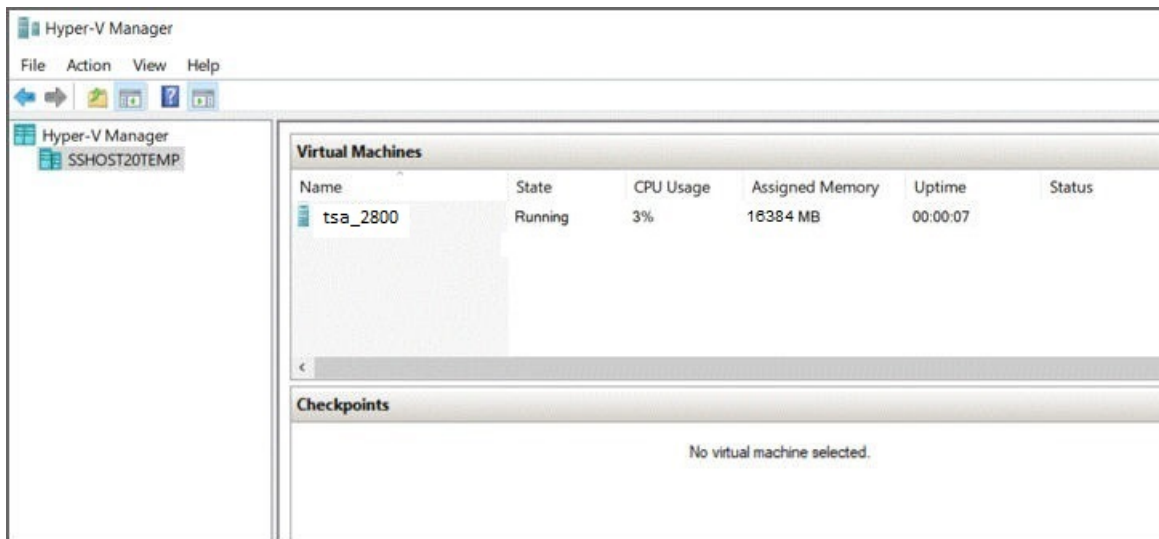 Hyper-V Manager
File Action View Help
Hyper-V Manager
SSHOST20TEMP
Virtual Machines
Name State CPU Usage Assigned Memory Uptime Status
tsa_2800 Running 3% 16384 MB 00:00:07
Checkpoints
No virtual machine selected.